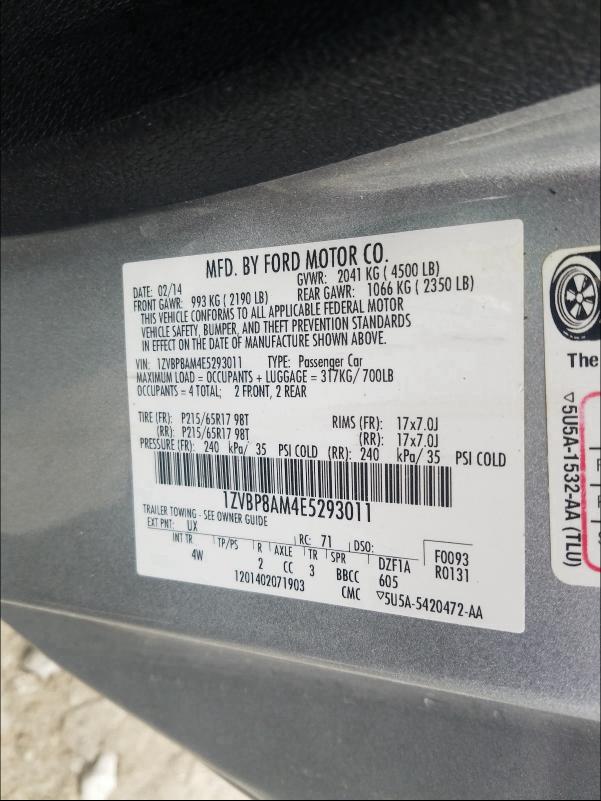 MFD. BY FORD MOTOR CO.
DATE: 02/14 GVWR: 2041 KG ( 4500 LB)
FRONT GAWR: 993 KG ( 2190 LB) REAR GAWR: 1066 KG ( 2350 LB)
THIS VEHICLE CONFORMS TO ALL APPLICABLE FEDERAL MOTOR
VEHICLE SAFETY, BUMPER, AND THEFT PREVENTION STANDARDS
IN EFFECT ON THE DATE OF MANUFACTURE SHOWN ABOVE.
VIN: 1ZVBP8AM4E5293011 TYPE: Passenger Car
MAXIMUM LOAD = OCCUPANTS + LUGGAGE = 317KG/700LB
OCCUPANTS = 4 TOTAL; 2 FRONT, 2 REAR
TIRE (FR): P215/65R17 98T RIMS (FR): 17x7.0J
(RR): P215/65R17 98T (RR): 17x7.0J
PRESSURE (FR): 240 kPa/ 35 PSI COLD (RR): 240 kPa/ 35 PSI COLD
1ZVBP8AM4E5293011
TRAILER TOWING - SEE OWNER GUIDE
EXT PNT: UX RC: 71 DSO: F0093
INT TR TP/PS R AXLE TR SPR DZF1A R0131
4W 2 CC 3 BBCC 605
1201402071903 CMC ▽5U5A-5420472-AA
The
▽5U5A-1532-AA (TLU)